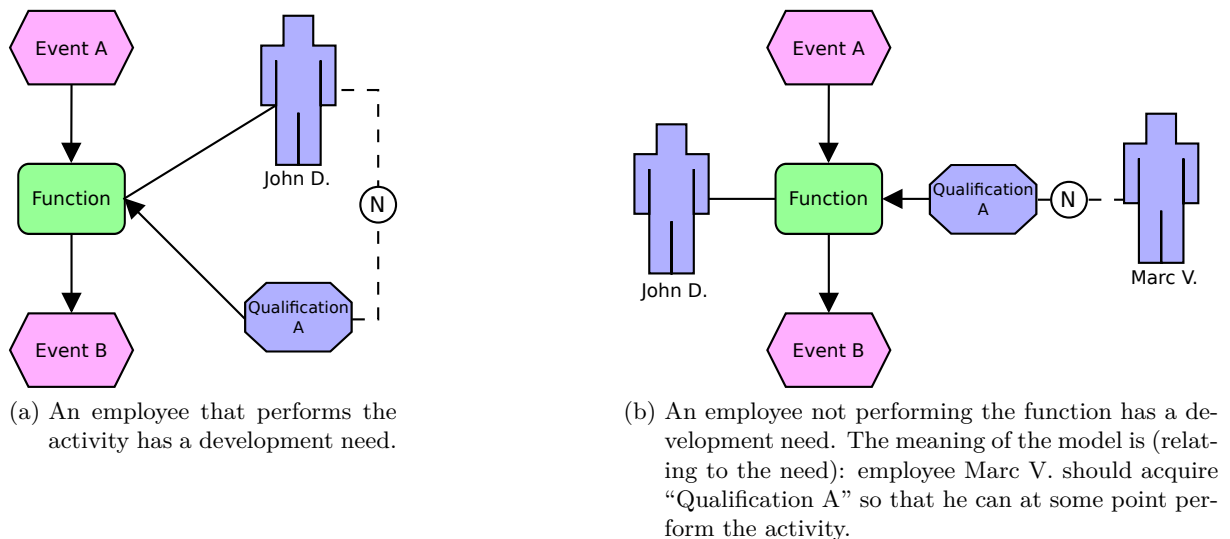 Event A
Function
John D.
N
Qualification
A
Event B
(a) An employee that performs the
activity has a development need.
Event A
John D.
Function
Qualification
A
N
Marc V.
Event B
(b) An employee not performing the function has a de-
velopment need. The meaning of the model is (relat-
ing to the need): employee Marc V. should acquire
“Qualification A” so that he can at some point per-
form the activity.